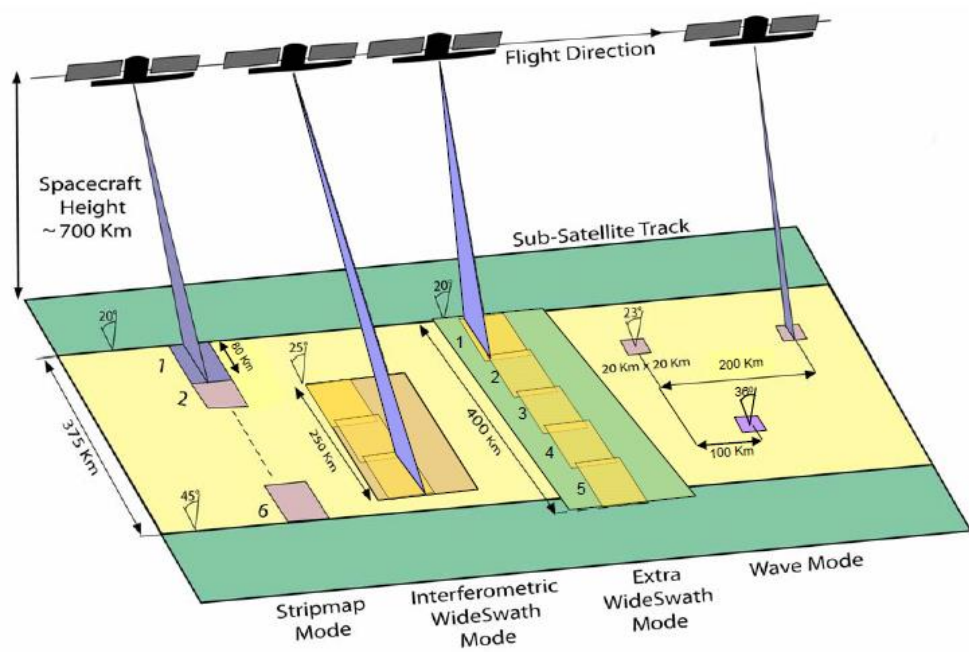 Flight Direction
Spacecraft
Height
~700 Km
Sub-Satellite Track
20°
1
80 Km
2
6
375 Km
45°
25°
250 Km
20°
1
2
3
4
5
400 Km
23°
20 Km x 20 Km
200 Km
36°
100 Km
Stripmap
Mode
Interferometric
WideSwath
Mode
Extra
WideSwath
Mode
Wave Mode